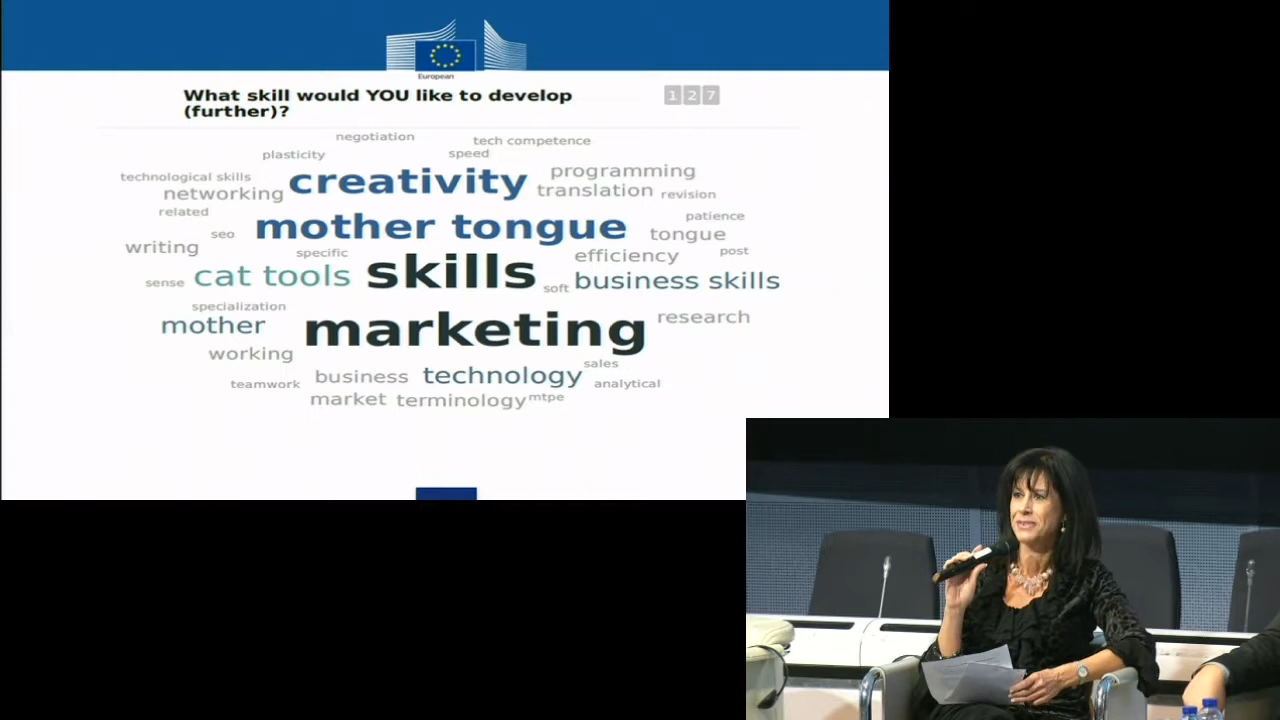 European
What skill would YOU like to develop
(further)?
1 2 7
negotiation
tech competence
plasticity
speed
programming
technological skills
creativity
networking
translation
revision
related
patience
seo
mother tongue
tongue
writing
specific
efficiency
post
sense
cat tools
skills
soft
business skills
specialization
mother
marketing
research
working
sales
teamwork
business
technology
analytical
market
terminology
mtpe